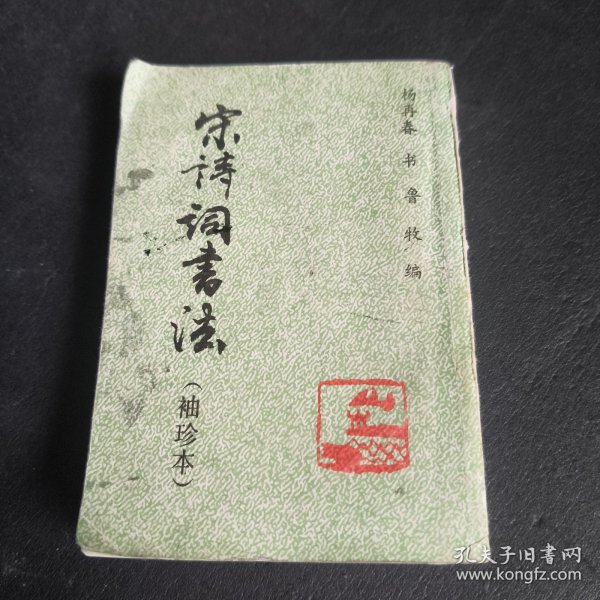 杨再春 书 鲁牧 编
宋诗词书法
(袖珍本)
孔夫子旧书网
www.kongfz.com